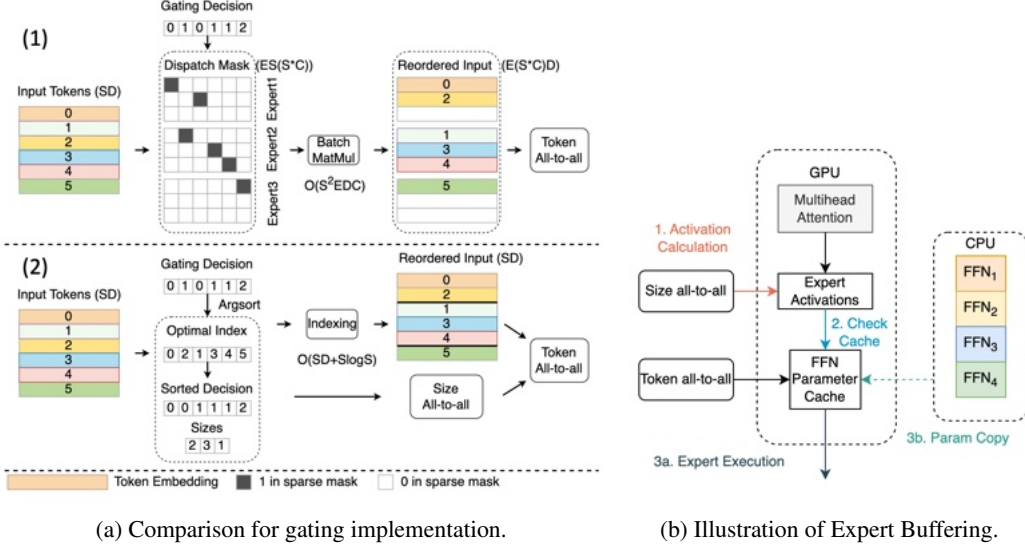 (1)
Gating Decision
0 1 0 1 1 2
Dispatch Mask (ES(S*C))
Reordered Input (E(S*C)D)
Input Tokens (SD)
0
1
2
3
4
5
Expert1
Expert2
Expert3
Batch
MatMul
O(S²EDC)
0
2
1
3
4
5
Token
All-to-all
(2)
Gating Decision
0 1 0 1 1 2
Argsort
Input Tokens (SD)
0
1
2
3
4
5
Optimal Index
0 2 1 3 4 5
Sorted Decision
0 0 1 1 1 2
Sizes
2 3 1
Indexing
O(SD+SlogS)
Size
All-to-all
Reordered Input (SD)
0
2
1
3
4
5
Token
All-to-all
Token Embedding
1 in sparse mask
0 in sparse mask
(a) Comparison for gating implementation.
GPU
Multihead
Attention
1. Activation
Calculation
Size all-to-all
Expert
Activations
2. Check
Cache
Token all-to-all
FFN
Parameter
Cache
CPU
FFN₁
FFN₂
FFN₃
FFN₄
3b. Param Copy
3a. Expert Execution
(b) Illustration of Expert Buffering.